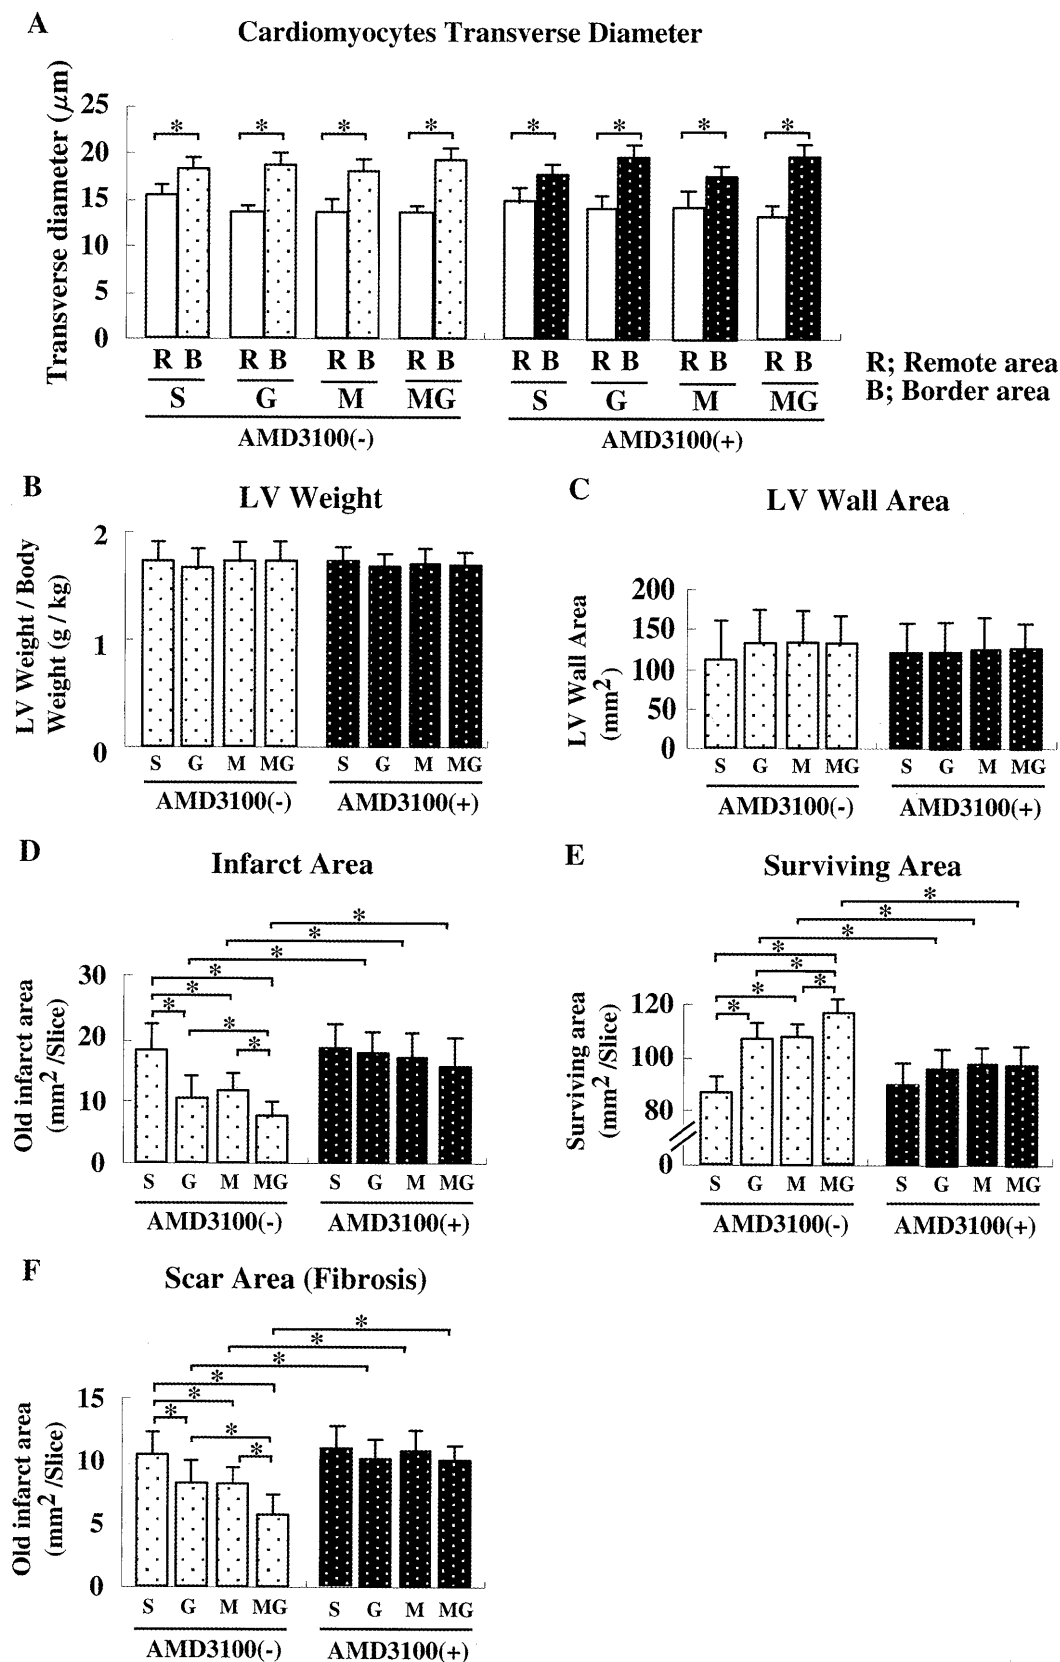 A
Cardiomyocytes Transverse Diameter
Transverse diameter (μm)
25
20
15
10
5
0
* * * * * * * *
R B R B R B R B R B R B R B R B
S G M MG S G M MG
AMD3100(-) AMD3100(+)
R; Remote area
B; Border area
B
LV Weight
LV Weight / Body
Weight (g / kg)
2
1
0
S G M MG S G M MG
AMD3100(-) AMD3100(+)
C
LV Wall Area
LV Wall Area
(mm2)
200
150
100
50
0
S G M MG S G M MG
AMD3100(-) AMD3100(+)
D
Infarct Area
Old infarct area
(mm2 /Slice)
*
*
*
*
*
*
*
*
30
20
10
0
S G M MG S G M MG
AMD3100(-) AMD3100(+)
E
Surviving Area
Surviving area
(mm2 /Slice)
*
*
*
*
*
*
*
*
120
100
80
0
S G M MG S G M MG
AMD3100(-) AMD3100(+)
F
Scar Area (Fibrosis)
Old infarct area
(mm2 /Slice)
*
*
*
*
*
*
*
*
15
10
5
0
S G M MG S G M MG
AMD3100(-) AMD3100(+)